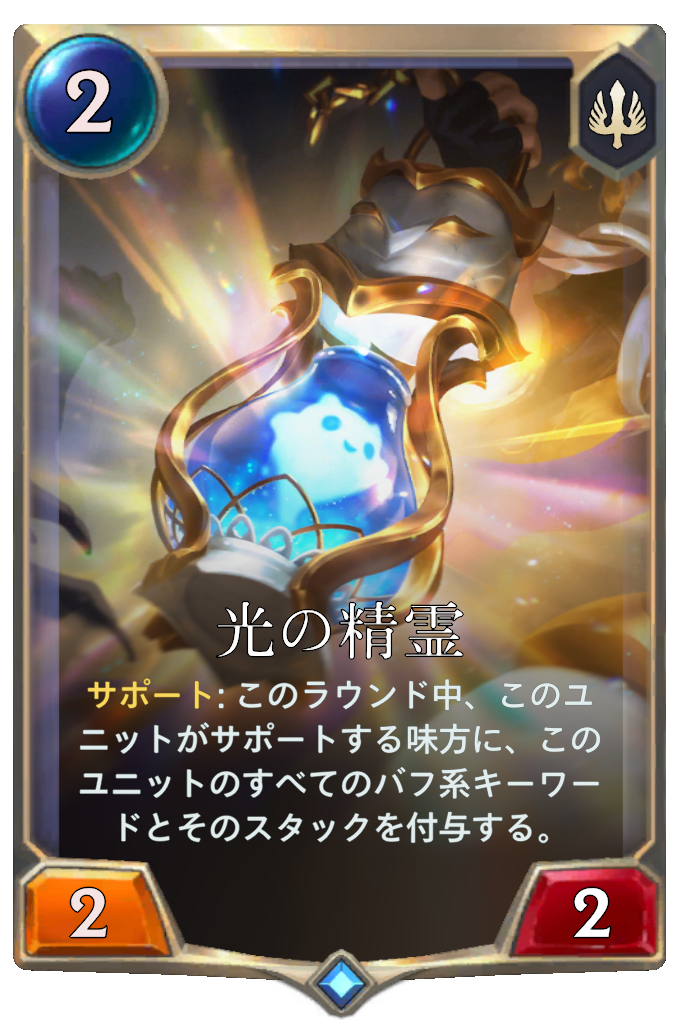 2
光の精霊
サポート: このラウンド中、このユ
ニットがサポートする味方に、この
ユニットのすべてのバフ系キーワー
ドとそのスタックを付与する。
2
2